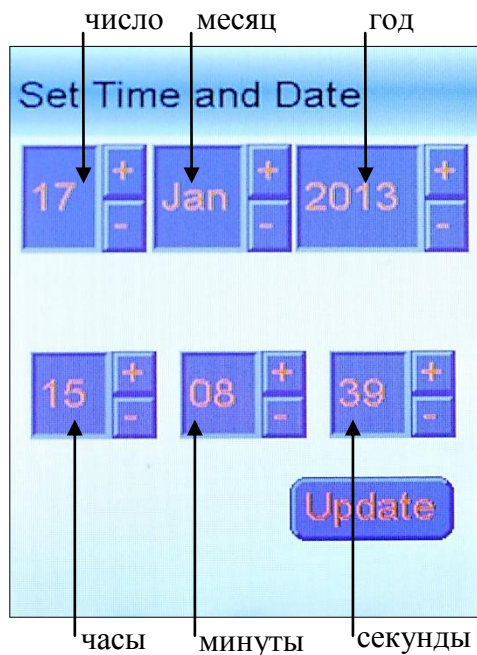 число месяц год
Set Time and Date
+ + +
17 Jan 2013
- - -
+ + +
15 08 39
- - -
Update
часы минуты секунды